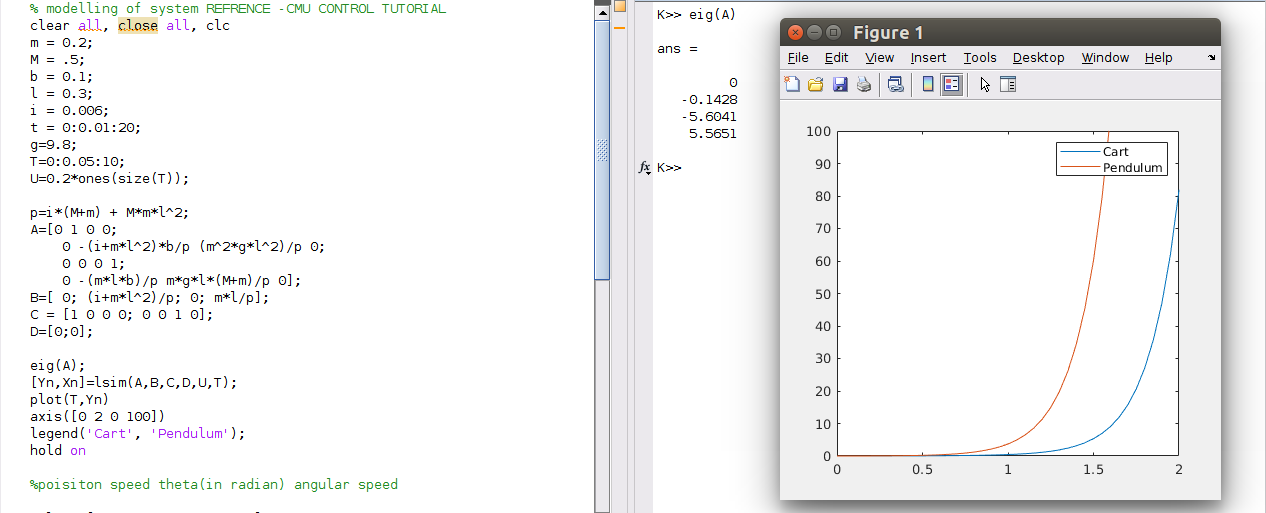 % modelling of system REFRENCE -CMU CONTROL TUTORIAL
clear all, close all, clc
m = 0.2;
M = .5;
b = 0.1;
l = 0.3;
i = 0.006;
t = 0:0.01:20;
g=9.8;
T=0:0.05:10;
U=0.2*ones(size(T));
p=i*(M+m) + M*m*l^2;
A=[0 1 0 0;
0 -(i+m*l^2)*b/p (m^2*g*l^2)/p 0;
0 0 0 1;
0 -(m*l*b)/p m*g*l*(M+m)/p 0];
B=[ 0; (i+m*l^2)/p; 0; m*l/p];
C = [1 0 0 0; 0 0 1 0];
D=[0;0];
eig(A);
[Yn,Xn]=lsim(A,B,C,D,U,T);
plot(T,Yn)
axis([0 2 0 100])
legend('Cart', 'Pendulum');
hold on
%poisiton speed theta(in radian) angular speed
K>> eig(A)
ans =
0
-0.1428
-5.6041
5.5651
fx K>>
Figure 1
File Edit View Insert Tools Desktop Window Help
100
90
80
70
60
50
40
30
20
10
0
0 0.5 1 1.5 2
Cart
Pendulum